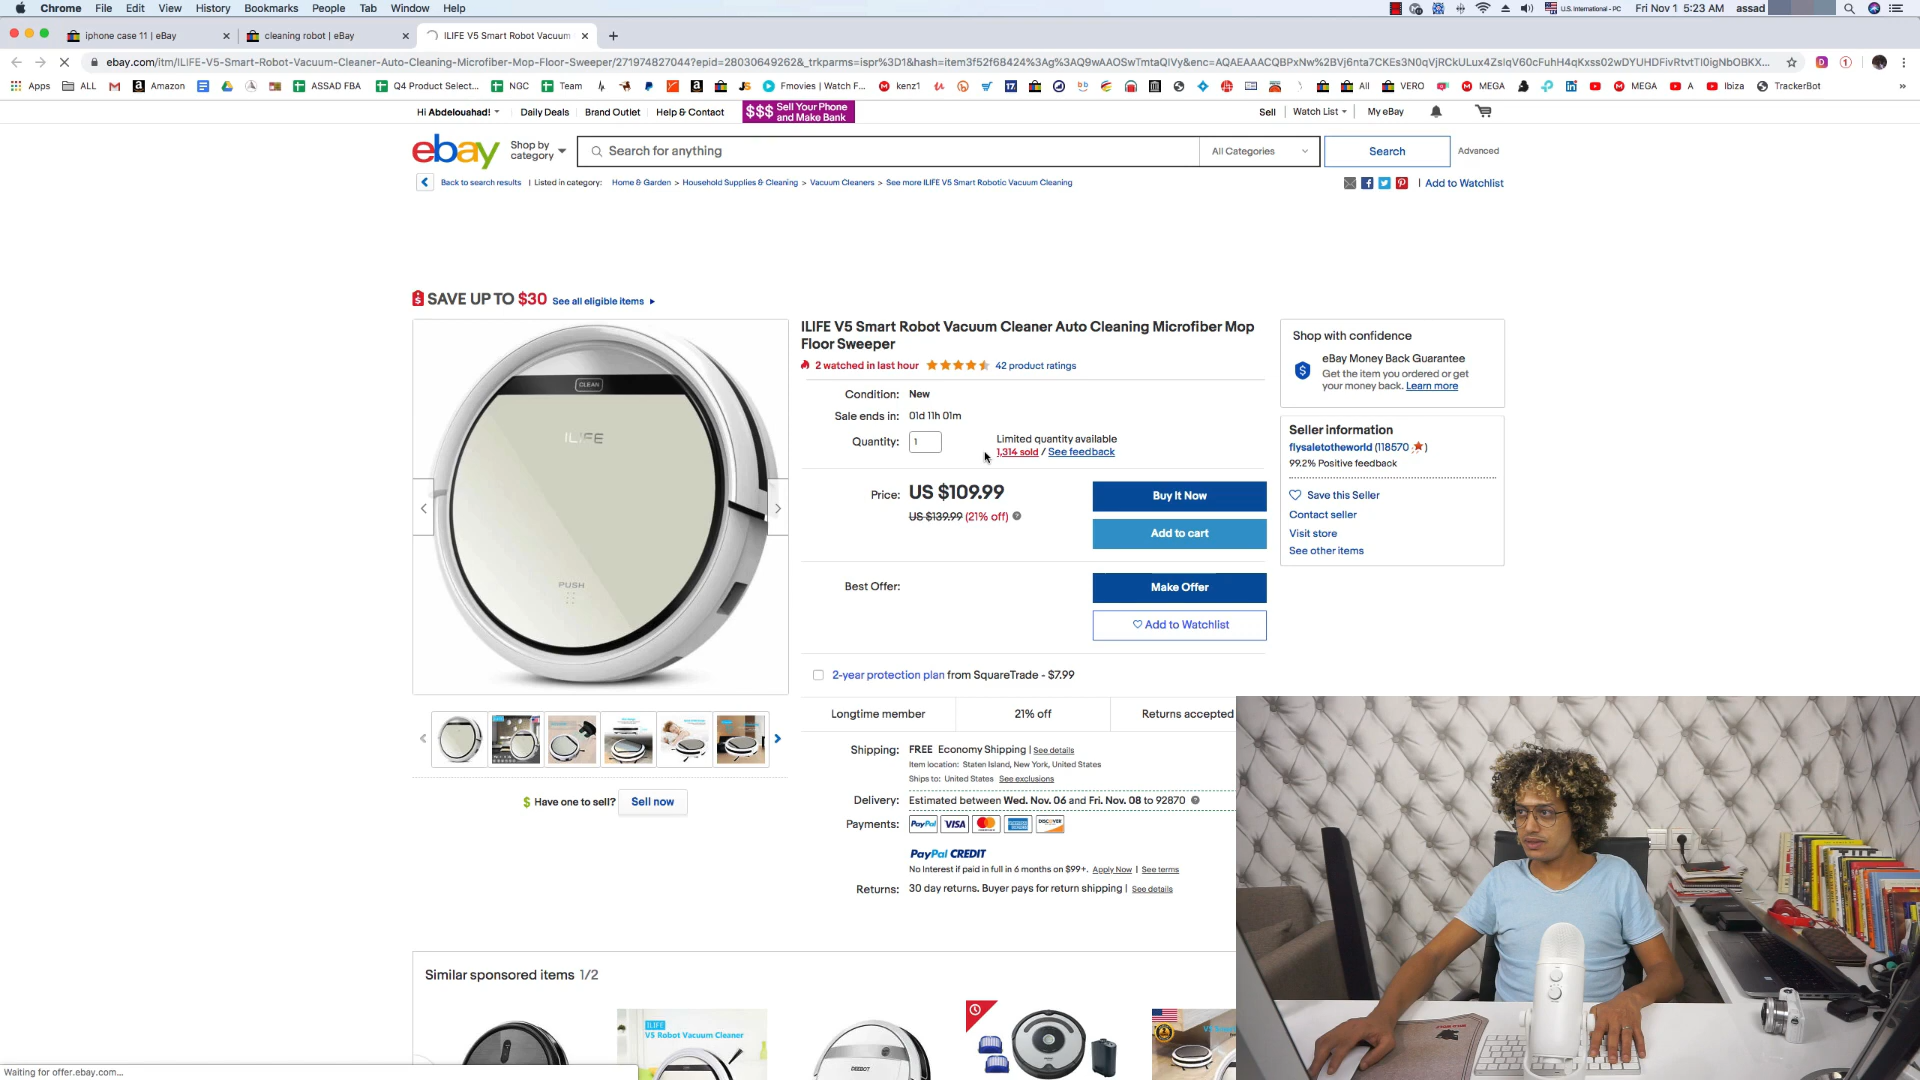 Chrome File Edit View History Bookmarks People Tab Window Help
U.S. International - PC Fri Nov 1 5:23 AM assad
iphone case 11 | eBay
cleaning robot | eBay
ILIFE V5 Smart Robot Vacuum
Apps ALL Amazon ASSAD FBA Q4 Product Select... NGC Team Fmovies | Watch F... kenz1 All VERO MEGA MEGA A Ibiza TrackerBot
Hi Abdelouahad! Daily Deals Brand Outlet Help & Contact
$$$ Sell Your Phone
and Make Bank
Sell Watch List My eBay
ebay
Shop by
category
Search for anything
All Categories
Search
Advanced
Back to search results | Listed in category: Home & Garden > Household Supplies & Cleaning > Vacuum Cleaners > See more ILIFE V5 Smart Robotic Vacuum Cleaning
| Add to Watchlist
SAVE UP TO $30 See all eligible items
CLEAN
ILIFE
PUSH
ILIFE V5 Smart Robot Vacuum Cleaner Auto Cleaning Microfiber Mop
Floor Sweeper
2 watched in last hour 42 product ratings
Condition: New
Sale ends in: 01d 11h 01m
Quantity: 1
Limited quantity available
1,314 sold / See feedback
Price: US $109.99
US $139.99 (21% off)
Buy It Now
Add to cart
Best Offer:
Make Offer
Add to Watchlist
2-year protection plan from SquareTrade - $7.99
Longtime member 21% off Returns accepted
Shipping: FREE Economy Shipping | See details
Item location: Staten Island, New York, United States
Ships to: United States See exclusions
Delivery: Estimated between Wed. Nov. 06 and Fri. Nov. 08 to 92870
Payments: PayPal VISA DISCOVER
PayPal CREDIT
No Interest if paid in full in 6 months on $99+. Apply Now | See terms
Returns: 30 day returns. Buyer pays for return shipping | See details
Shop with confidence
eBay Money Back Guarantee
Get the item you ordered or get
your money back. Learn more
Seller information
flysaletotheworld (118570)
99.2% Positive feedback
Save this Seller
Contact seller
Visit store
See other items
$ Have one to sell? Sell now
Similar sponsored items 1/2
ILIFE
V5 Robot Vacuum Cleaner
DEEBOT
Waiting for offer.ebay.com...